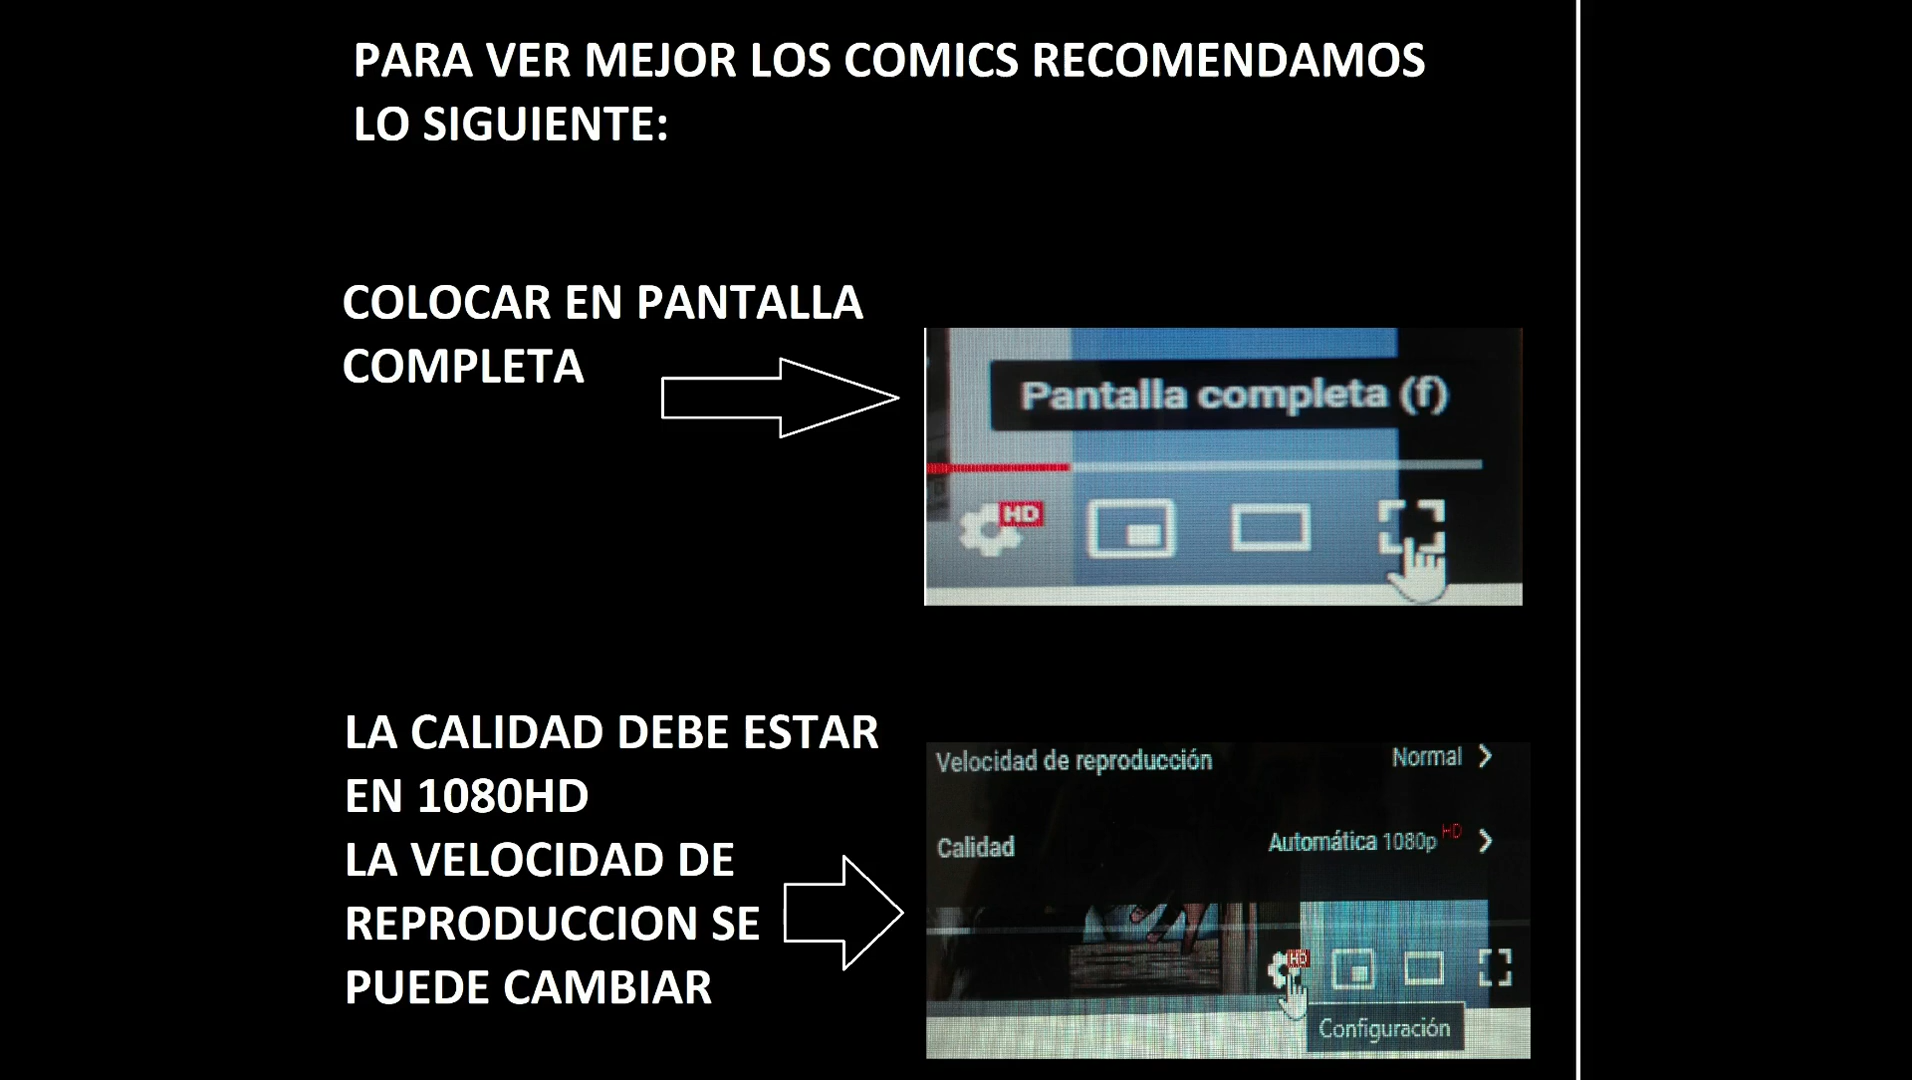 PARA VER MEJOR LOS COMICS RECOMENDAMOS
LO SIGUIENTE:
COLOCAR EN PANTALLA
COMPLETA
Pantalla completa (f)
HD
LA CALIDAD DEBE ESTAR
EN 1080HD
LA VELOCIDAD DE
REPRODUCCION SE
PUEDE CAMBIAR
Velocidad de reproducción Normal
Calidad Automática 1080p HD
HD
Configuración